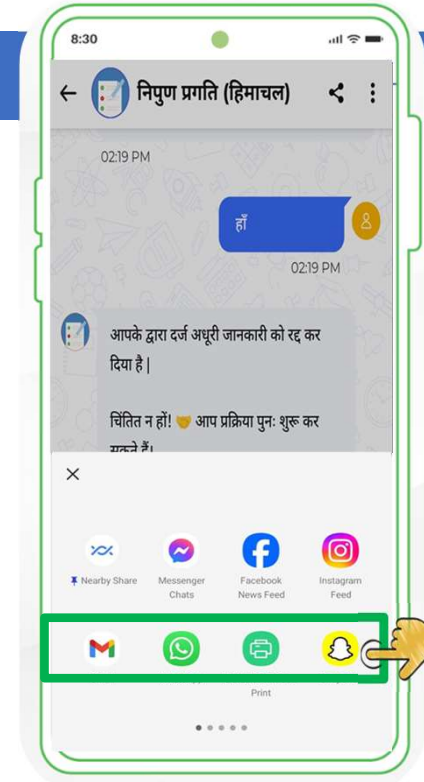 8:30
निपुण प्रगति (हिमाचल)
02:19 PM
हाँ
02:19 PM
आपके द्वारा दर्ज अधूरी जानकारी को रद्द कर
दिया है |
चिंतित न हों! 🤝 आप प्रक्रिया पुनः शुरू कर
सकते हैं।
Nearby Share Messenger Chats Facebook News Feed Instagram Feed
Print